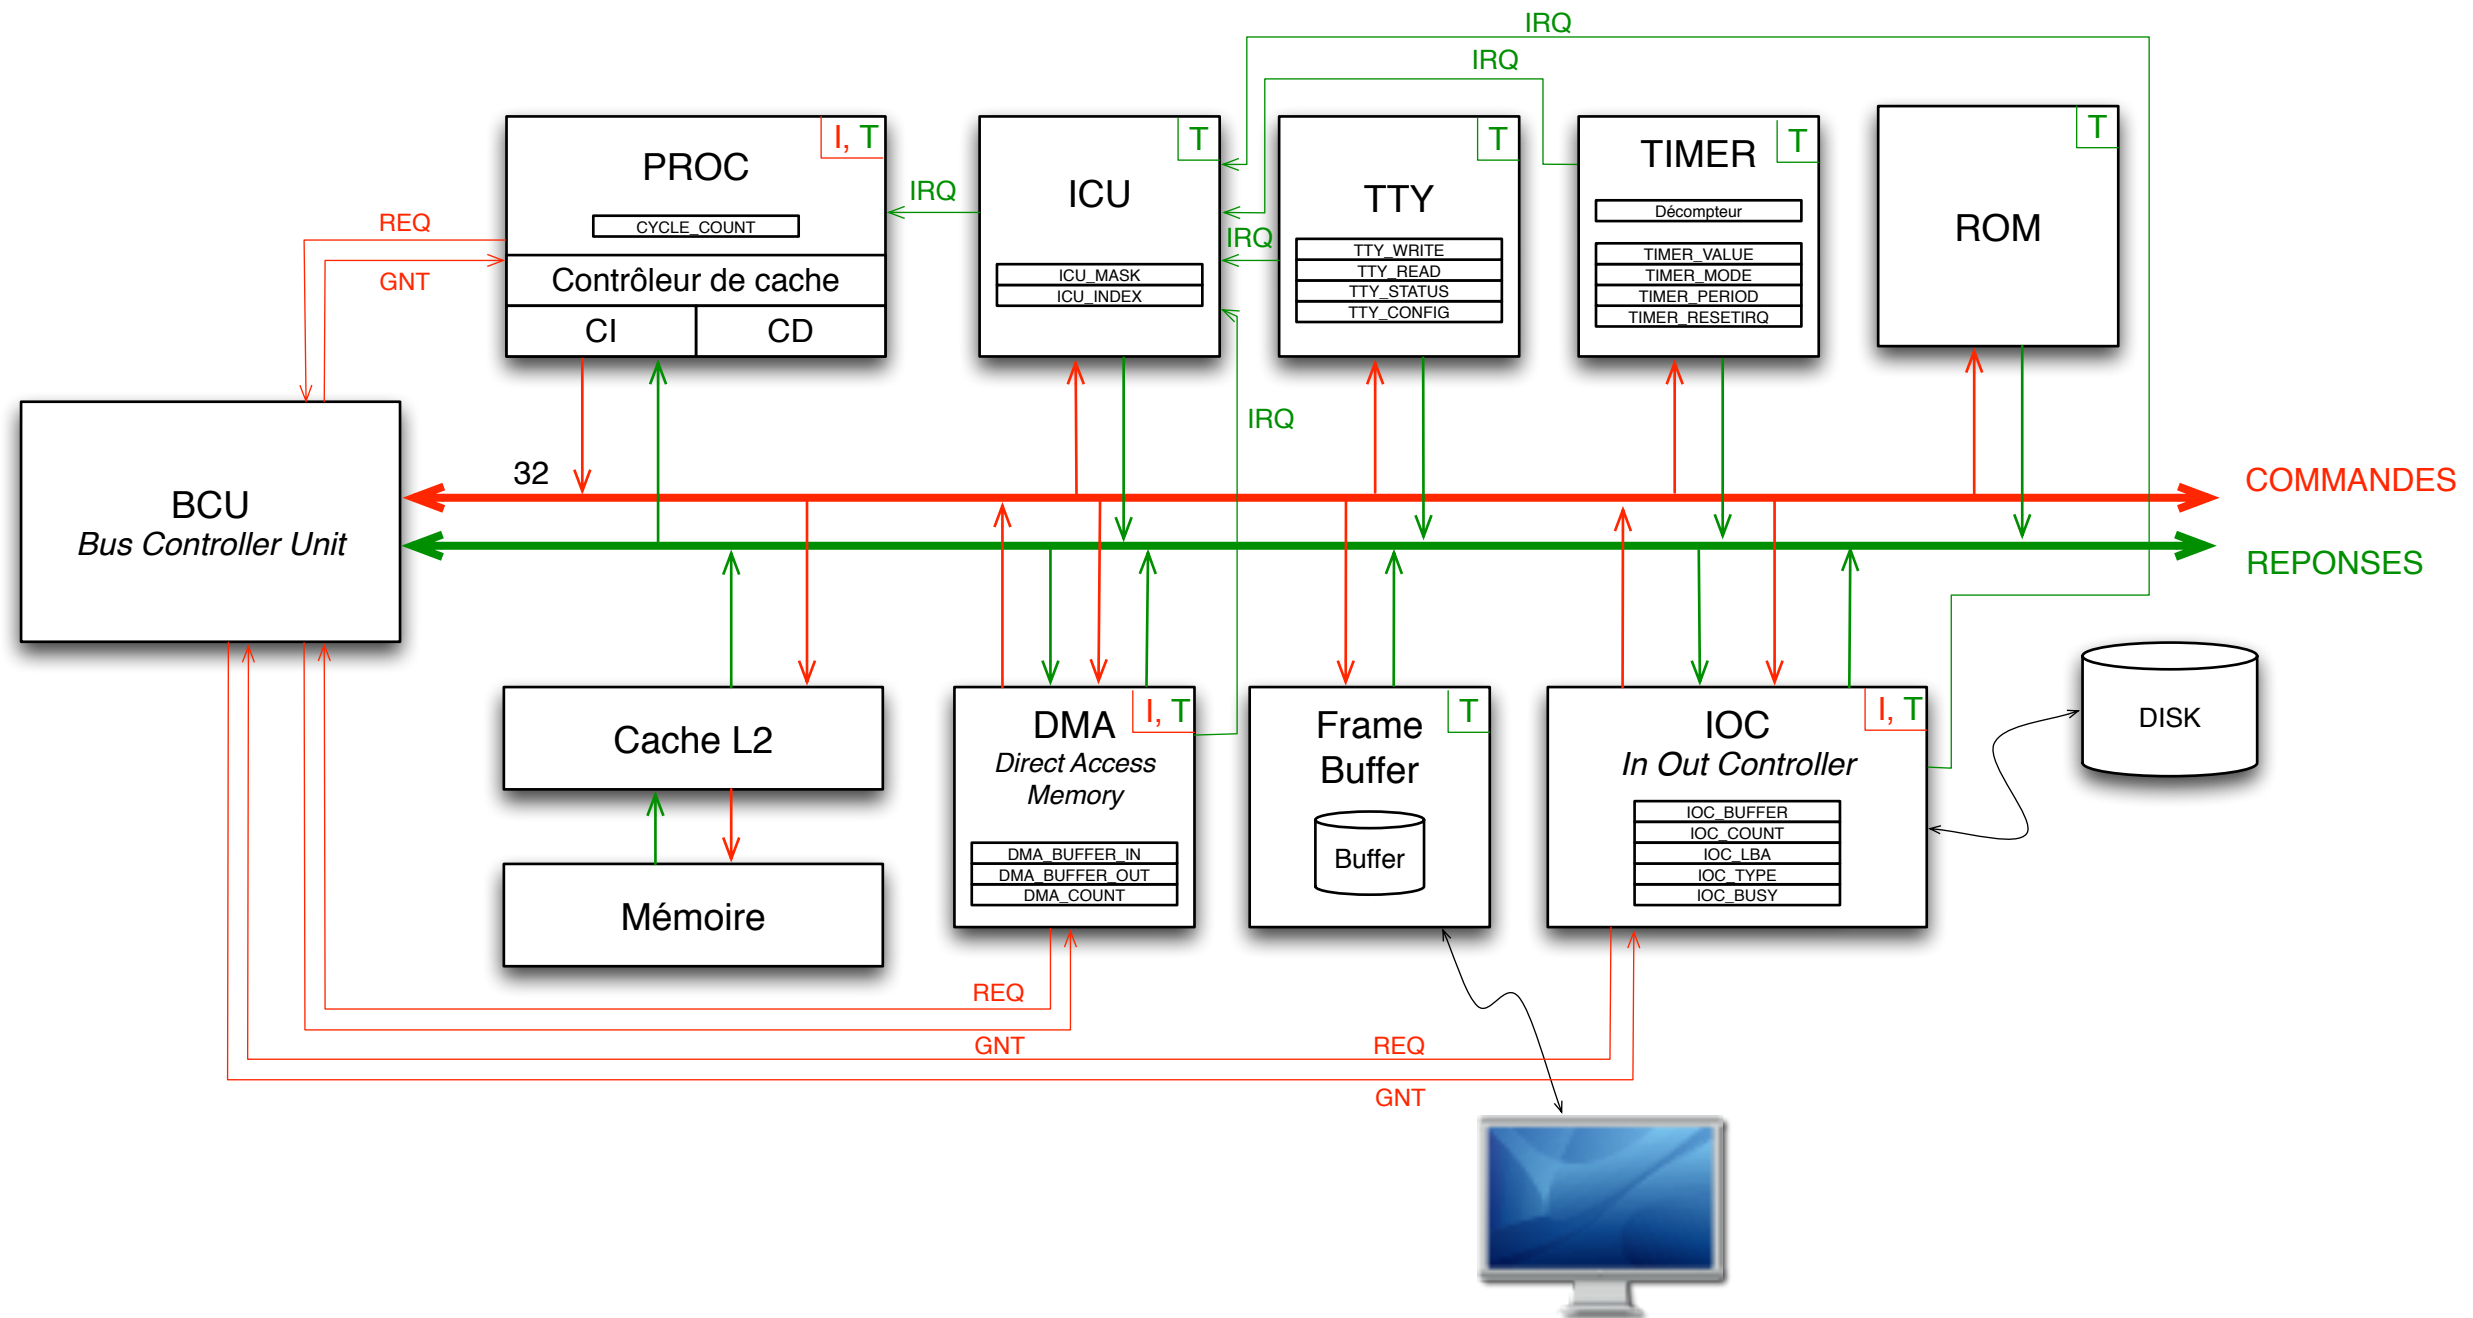 IRQ
IRQ
I, T
PROC
CYCLE_COUNT
Contrôleur de cache
CI
CD
IRQ
T
ICU
ICU_MASK
ICU_INDEX
IRQ
T
TTY
TTY_WRITE
TTY_READ
TTY_STATUS
TTY_CONFIG
T
TIMER
Décompteur
TIMER_VALUE
TIMER_MODE
TIMER_PERIOD
TIMER_RESETIRQ
T
ROM
REQ
GNT
IRQ
BCU
Bus Controller Unit
32
COMMANDES
REPONSES
Cache L2
Mémoire
I, T
DMA
Direct Access
Memory
DMA_BUFFER_IN
DMA_BUFFER_OUT
DMA_COUNT
T
Frame
Buffer
Buffer
I, T
IOC
In Out Controller
IOC_BUFFER
IOC_COUNT
IOC_LBA
IOC_TYPE
IOC_BUSY
DISK
REQ
GNT
REQ
GNT